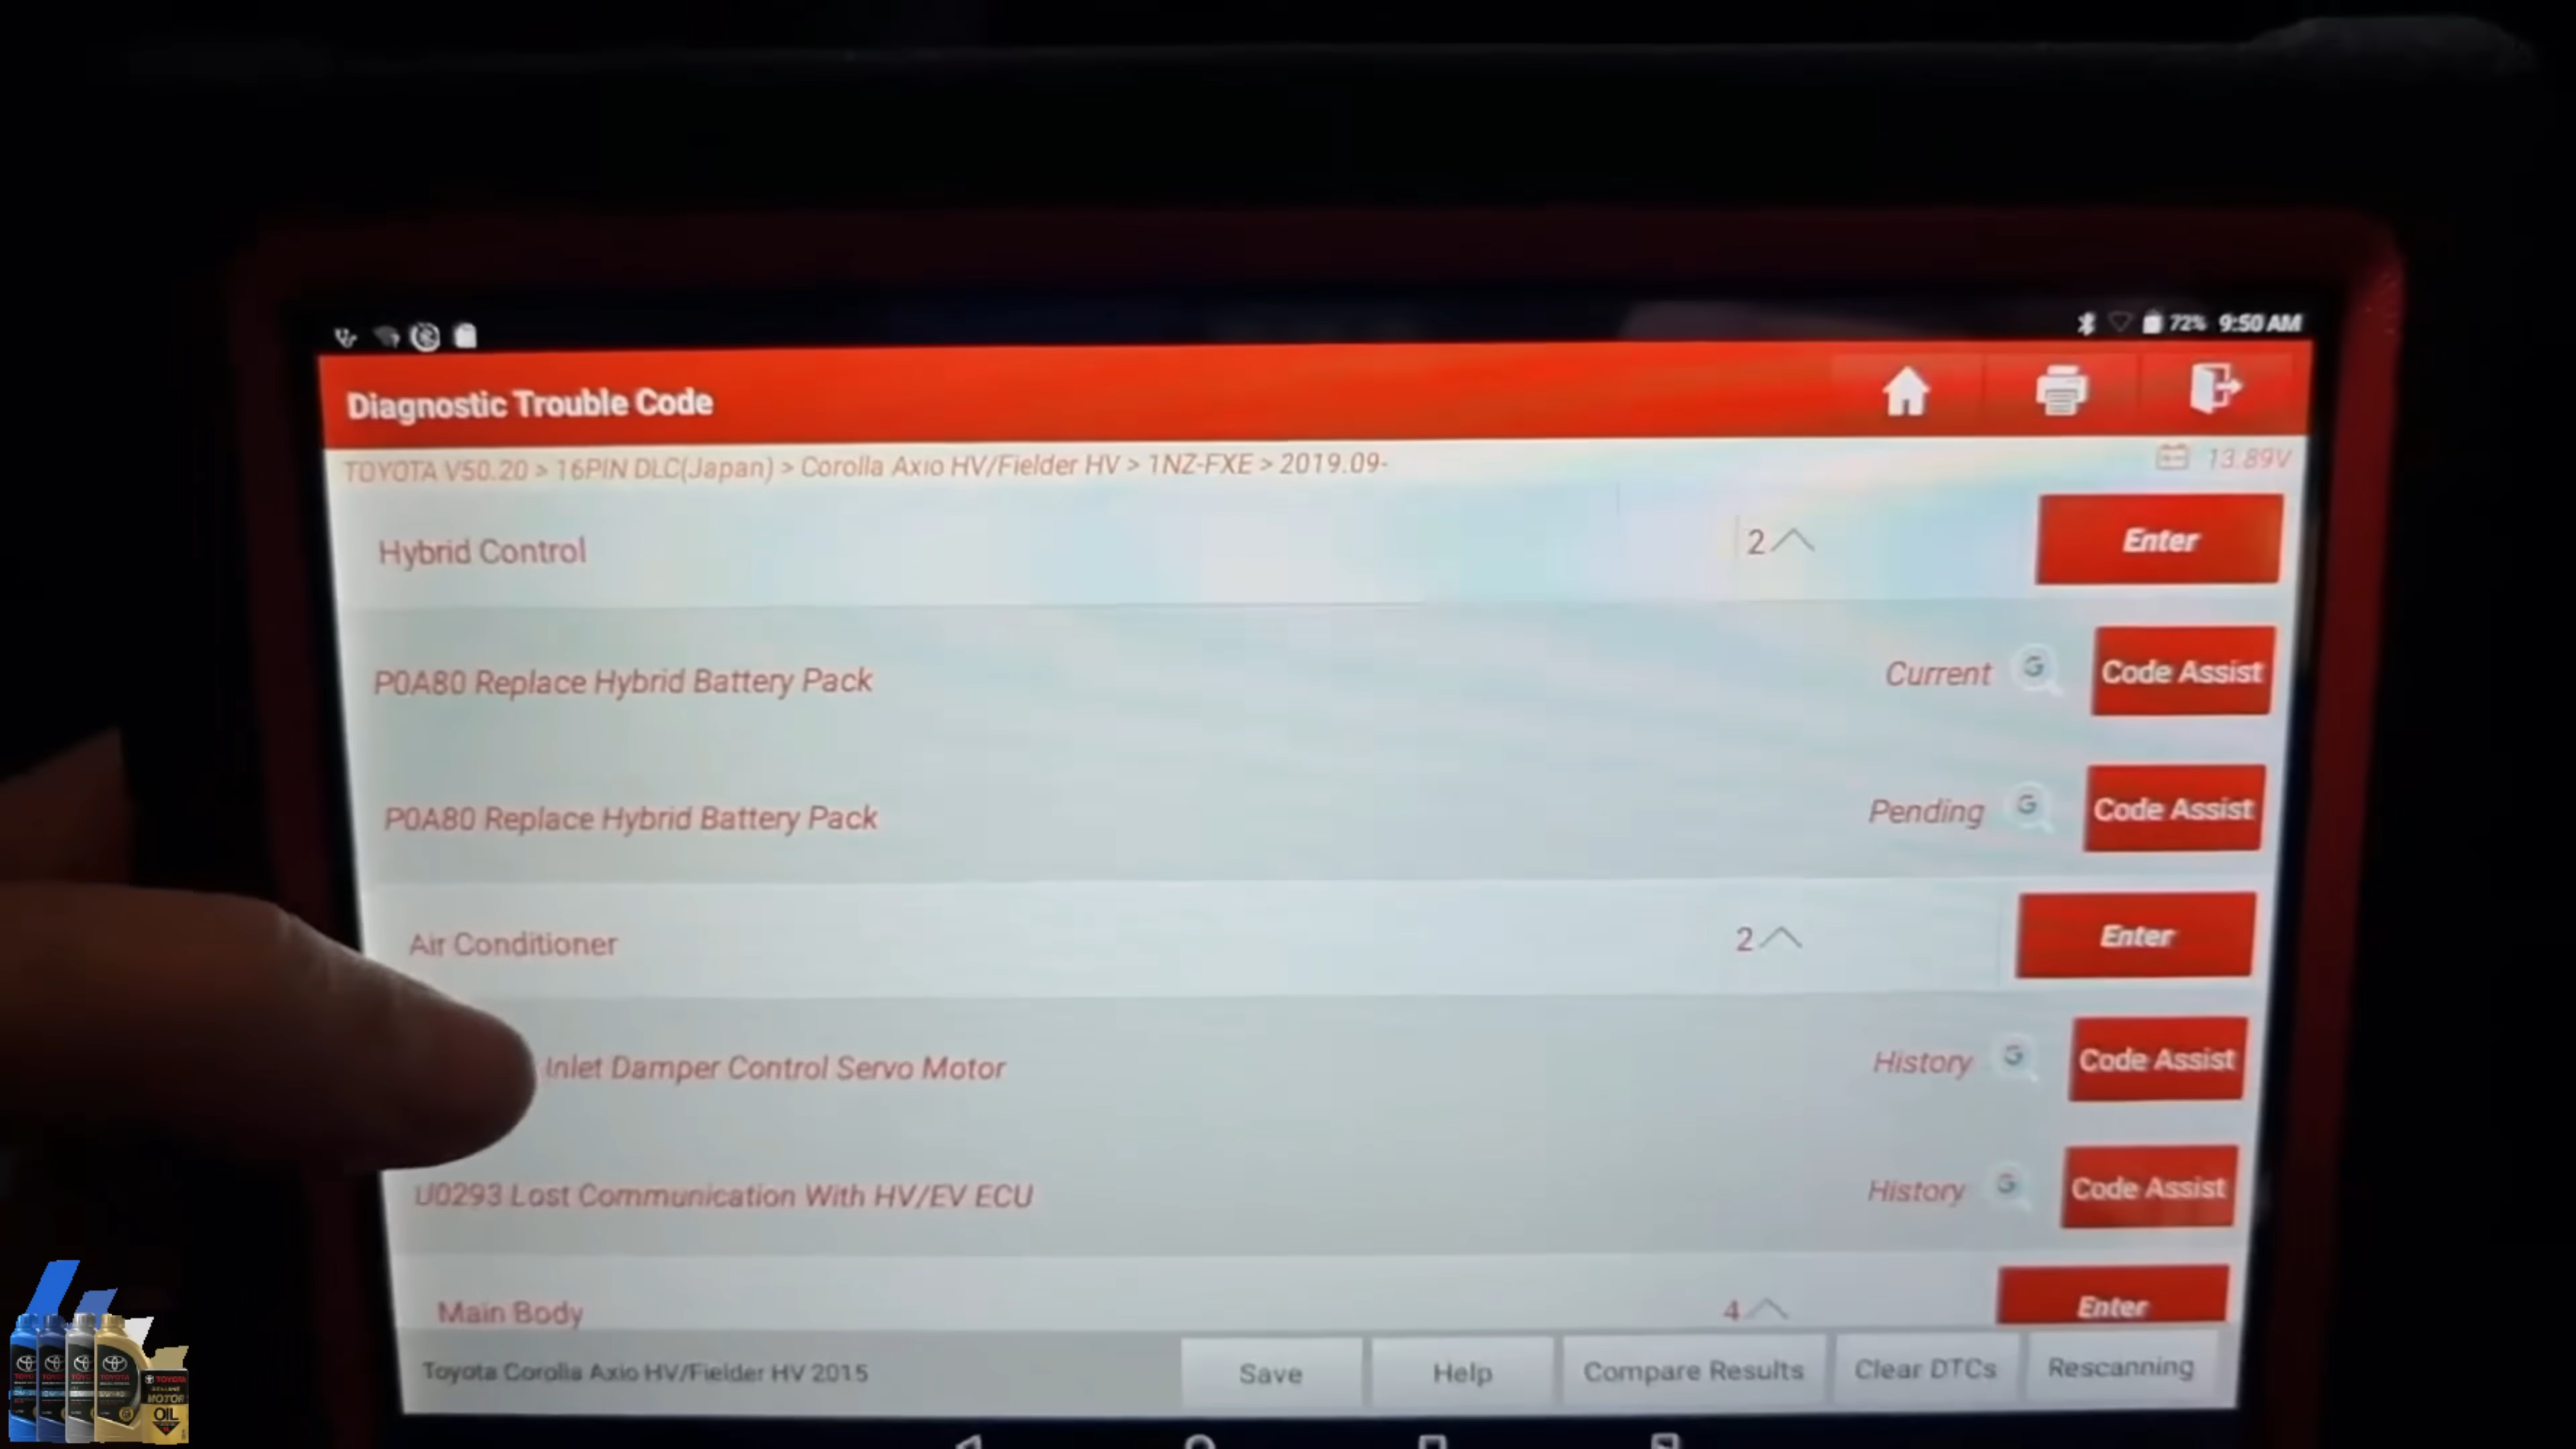 72% 9:50 AM
Diagnostic Trouble Code
TOYOTA V50.20 > 16PIN DLC(Japan) > Corolla Axio HV/Fielder HV > 1NZ-FXE > 2019.09-
13.89V
Hybrid Control 2 Enter
P0A80 Replace Hybrid Battery Pack Current G Code Assist
P0A80 Replace Hybrid Battery Pack Pending G Code Assist
Air Conditioner 2 Enter
Inlet Damper Control Servo Motor History G Code Assist
U0293 Lost Communication With HV/EV ECU History G Code Assist
Main Body 4 Enter
Toyota Corolla Axio HV/Fielder HV 2015 Save Help Compare Results Clear DTCs Rescanning
TOYOTA
MOTOR
OIL